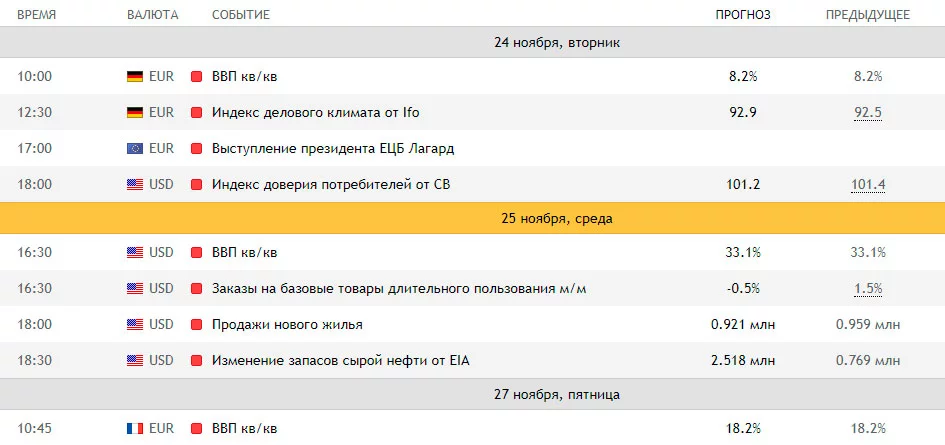 ВРЕМЯ ВАЛЮТА СОБЫТИЕ ПРОГНОЗ ПРЕДЫДУЩЕЕ
24 ноября, вторник
10:00 EUR ВВП кв/кв 8.2% 8.2%
12:30 EUR Индекс делового климата от Ifo 92.9 92.5
17:00 EUR Выступление президента ЕЦБ Лагард
18:00 USD Индекс доверия потребителей от CB 101.2 101.4
25 ноября, среда
16:30 USD ВВП кв/кв 33.1% 33.1%
16:30 USD Заказы на базовые товары длительного пользования м/м -0.5% 1.5%
18:00 USD Продажи нового жилья 0.921 млн 0.959 млн
18:30 USD Изменение запасов сырой нефти от EIA 2.518 млн 0.769 млн
27 ноября, пятница
10:45 EUR ВВП кв/кв 18.2% 18.2%